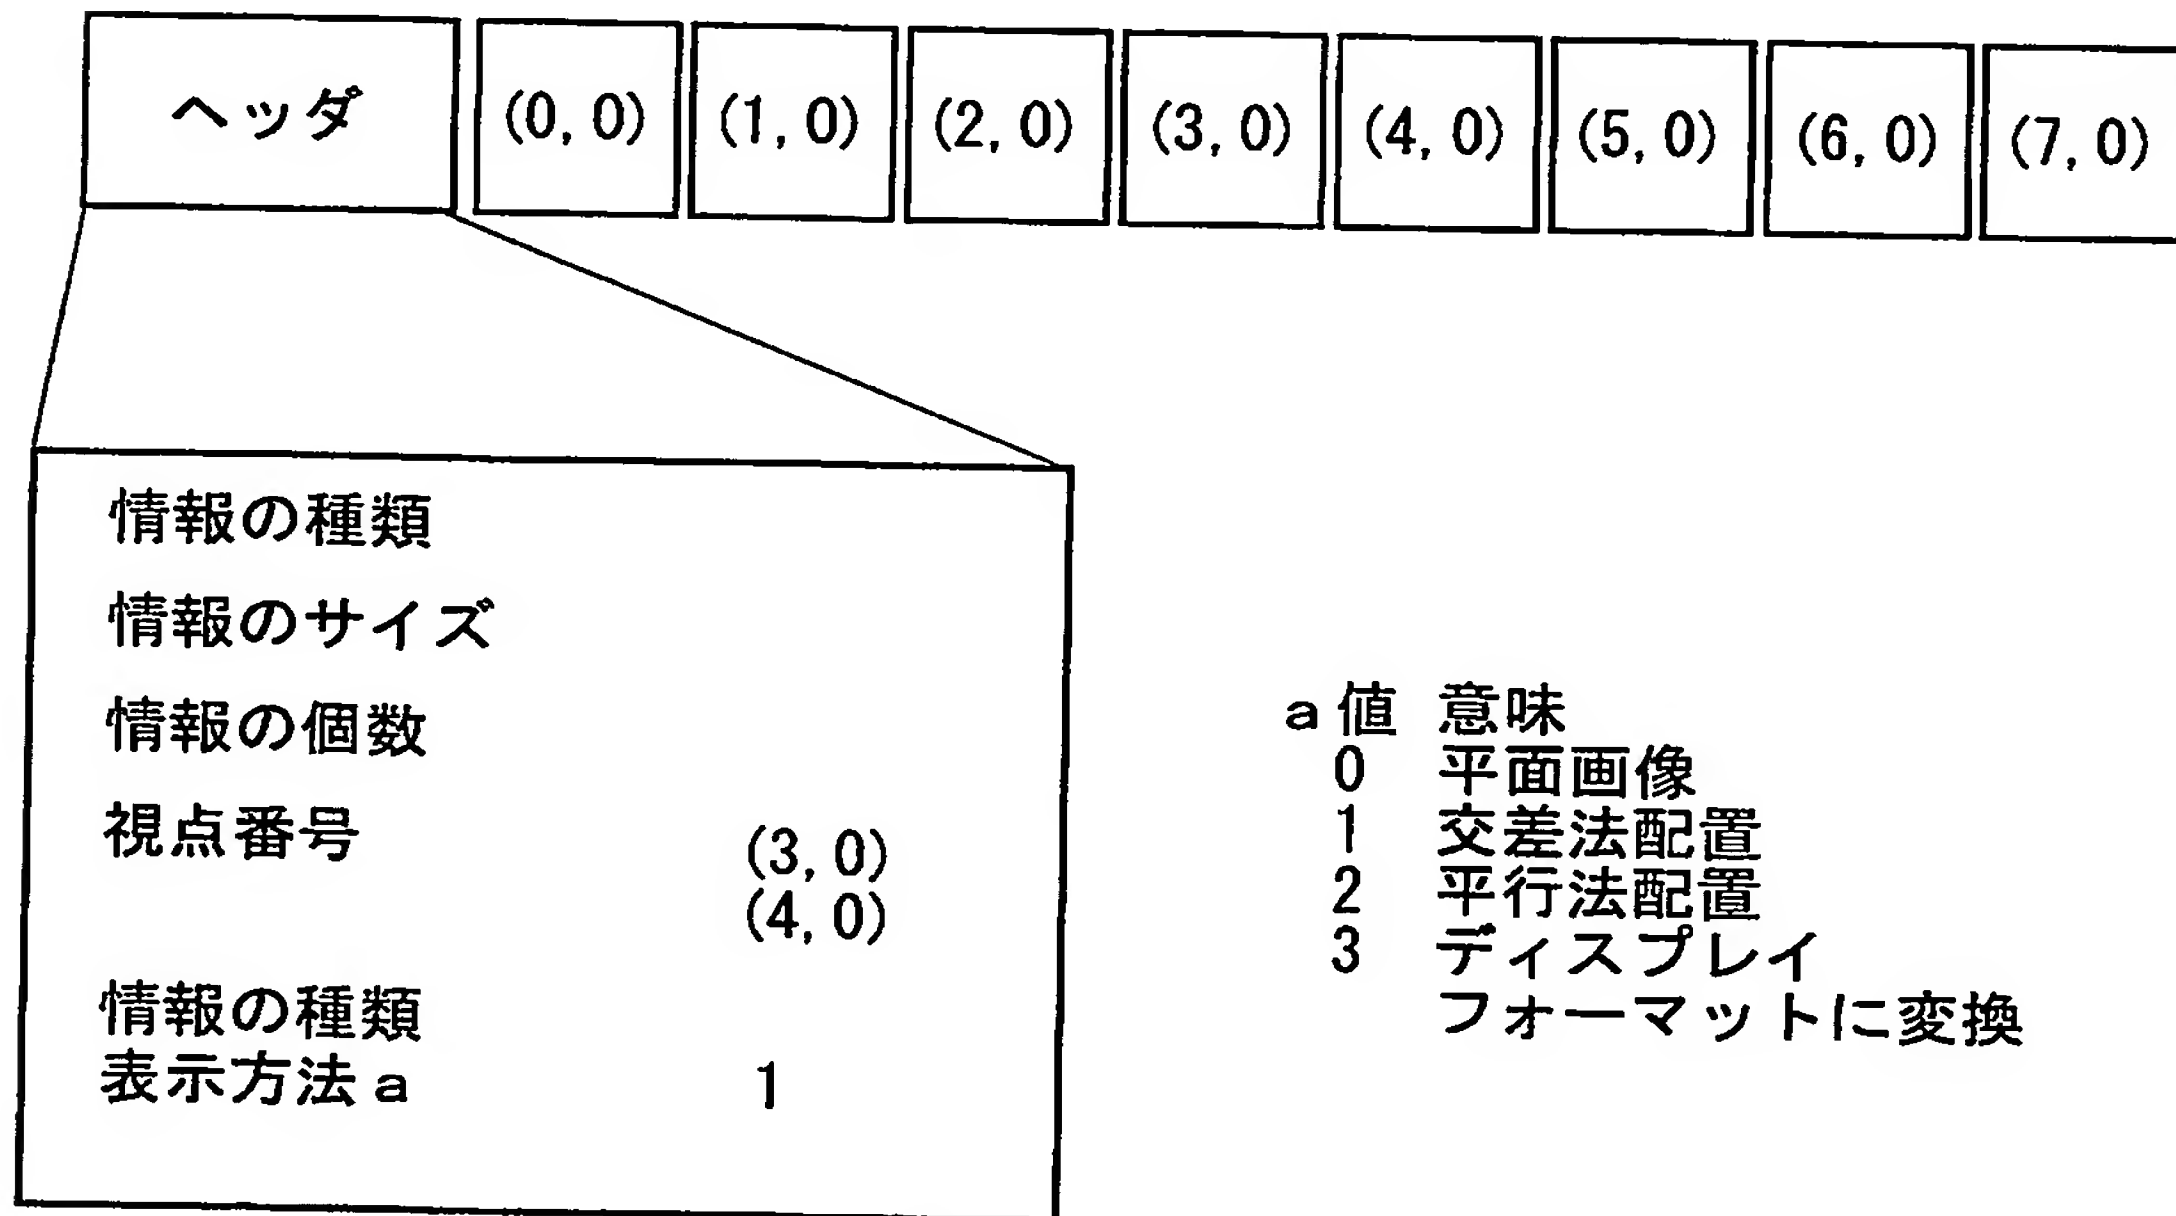 ヘッダ (0, 0) (1, 0) (2, 0) (3, 0) (4, 0) (5, 0) (6, 0) (7, 0)
情報の種類
情報のサイズ
情報の個数
視点番号 (3, 0)
(4, 0)
情報の種類
表示方法a 1
a値 意味
0 平面画像
1 交差法配置
2 平行法配置
3 ディスプレイ
フォーマットに変換